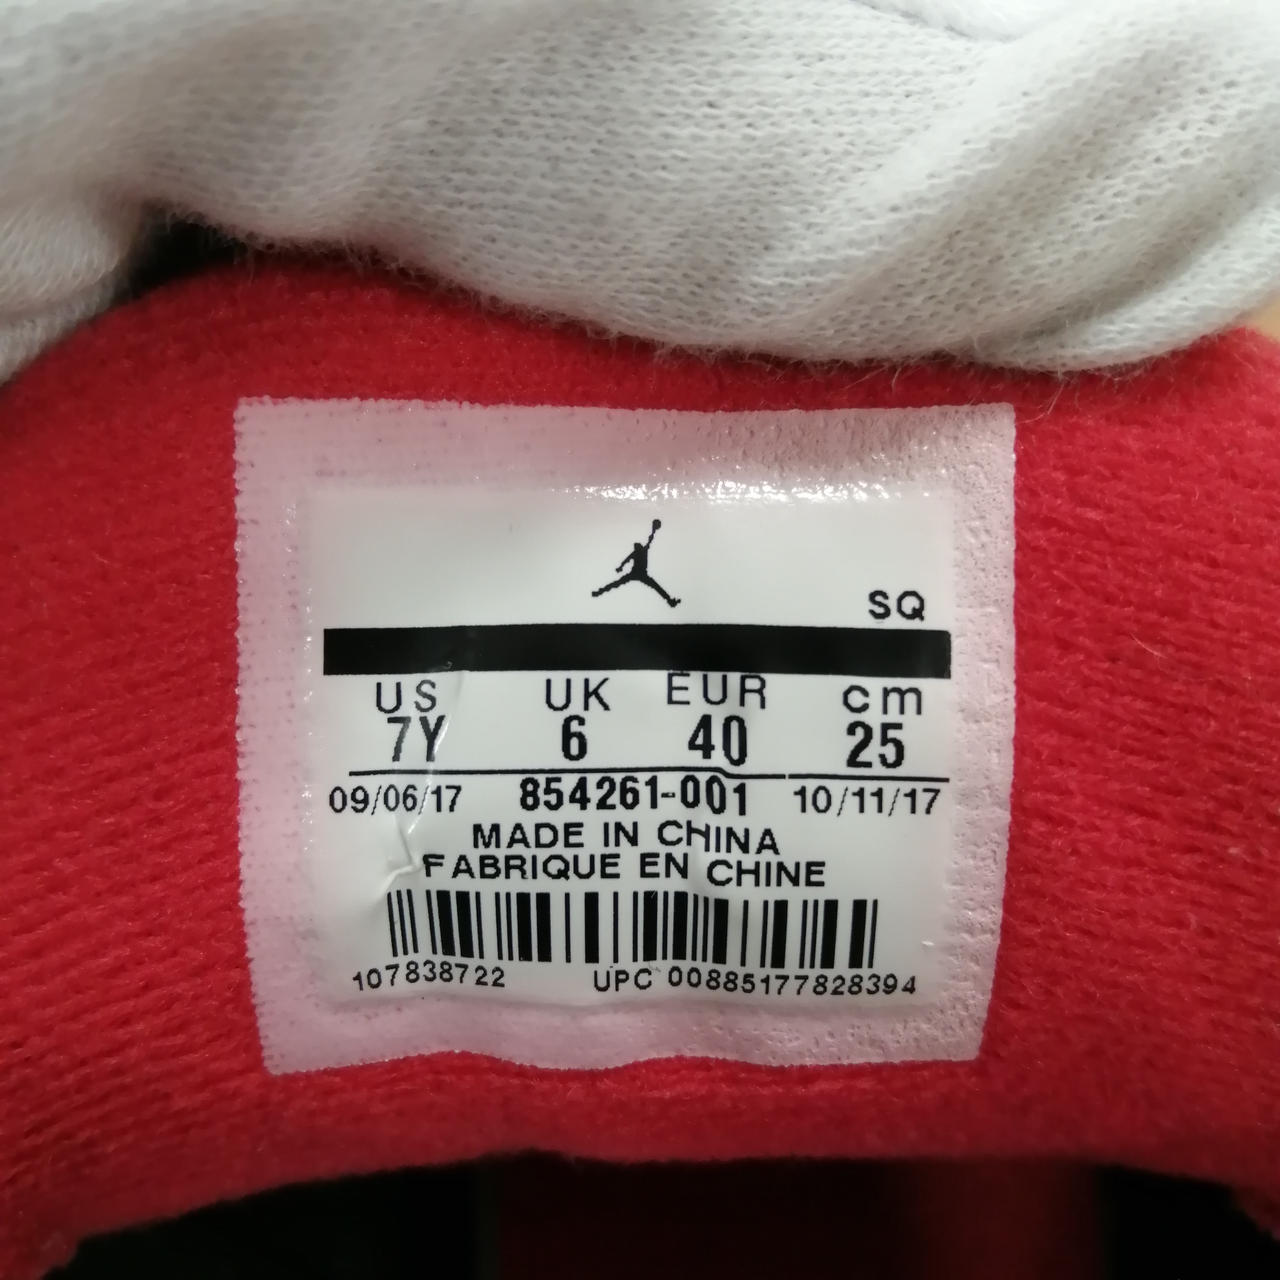 SQ
US UK EUR cm
7Y 6 40 25
09/06/17 854261-001 10/11/17
MADE IN CHINA
FABRIQUE EN CHINE
107838722 UPC 00885177828394